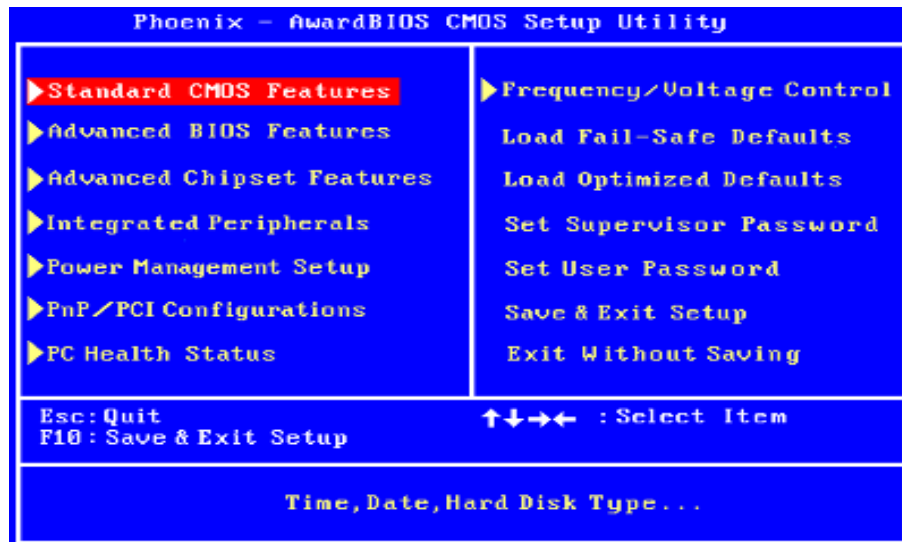 Phoenix - AwardBIOS CMOS Setup Utility
Standard CMOS Features
Advanced BIOS Features
Advanced Chipset Features
Integrated Peripherals
Power Management Setup
PnP/PCI Configurations
PC Health Status
Frequency/Voltage Control
Load Fail-Safe Defaults
Load Optimized Defaults
Set Supervisor Password
Set User Password
Save & Exit Setup
Exit Without Saving
Esc:Quit
F10: Save & Exit Setup
↑↓→← :Select Item
Time,Date,Hard Disk Type...